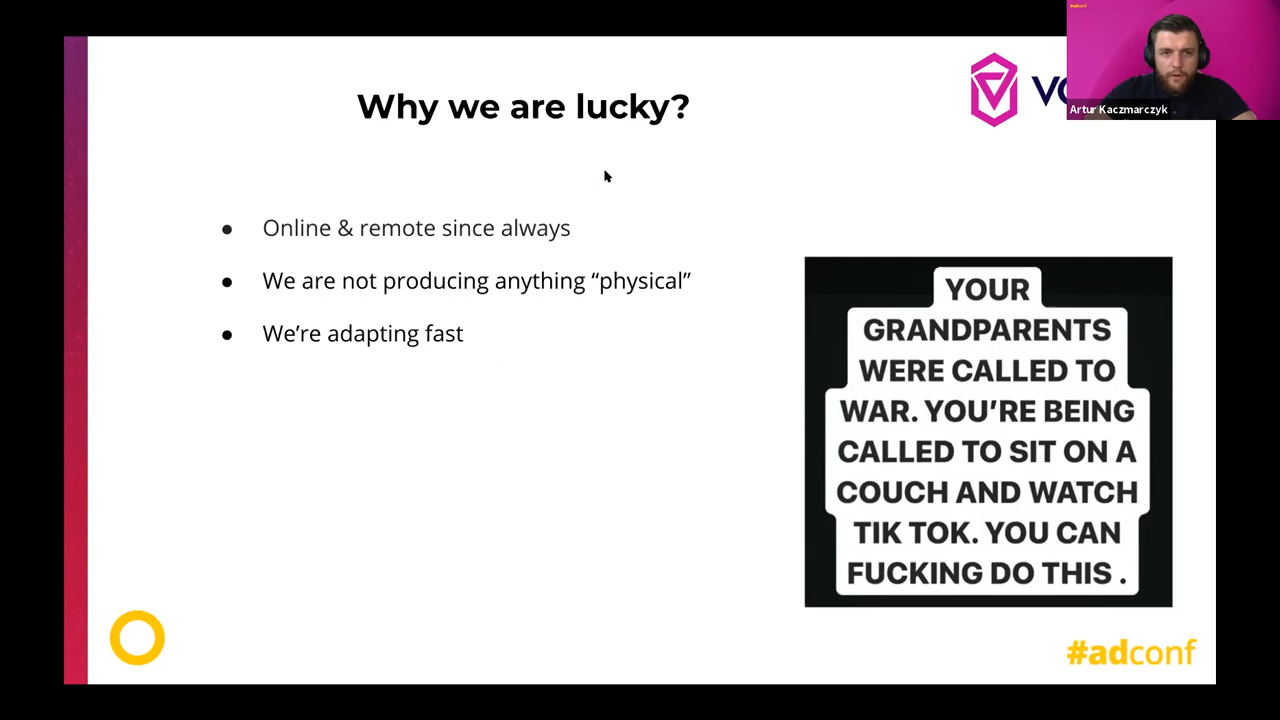 #adconf
Why we are lucky?
Artur Kaczmarczyk
● Online & remote since always
● We are not producing anything “physical”
● We’re adapting fast
YOUR
GRANDPARENTS
WERE CALLED TO
WAR. YOU’RE BEING
CALLED TO SIT ON A
COUCH AND WATCH
TIK TOK. YOU CAN
FUCKING DO THIS .
#adconf